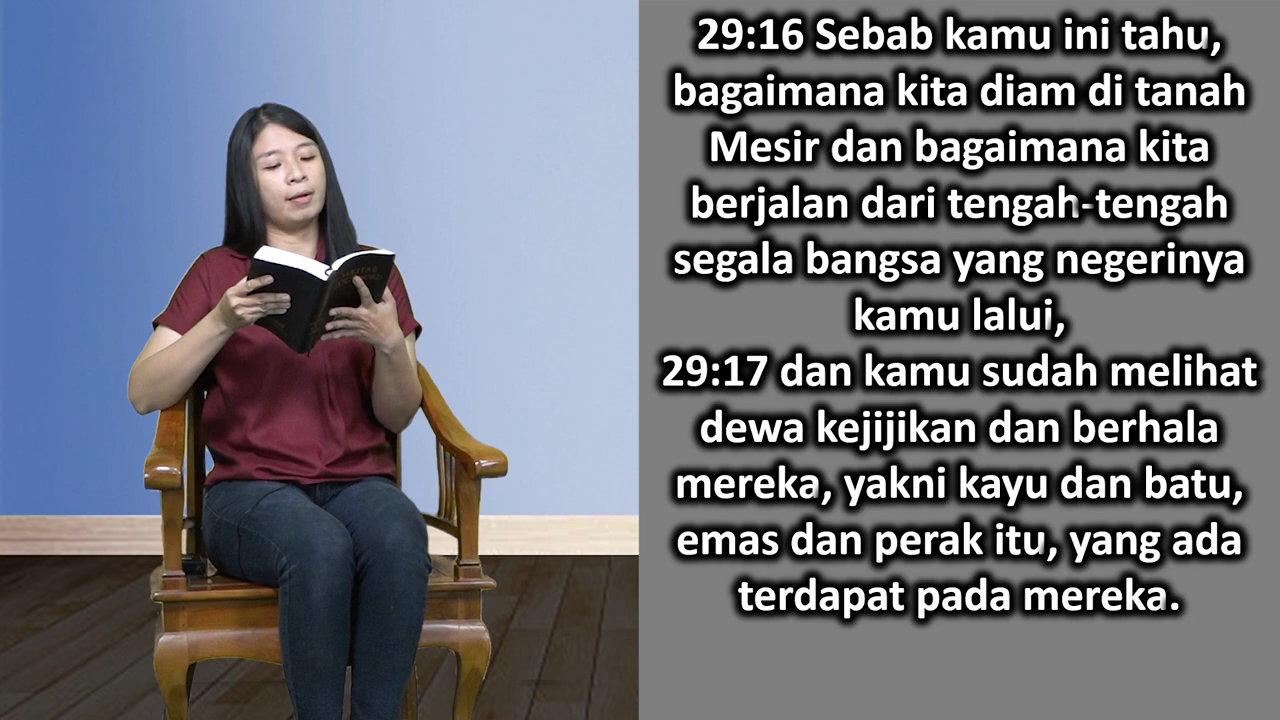 29:16 Sebab kamu ini tahu,
bagaimana kita diam di tanah
Mesir dan bagaimana kita
berjalan dari tengah-tengah
segala bangsa yang negerinya
kamu lalui,
29:17 dan kamu sudah melihat
dewa kejijikan dan berhala
mereka, yakni kayu dan batu,
emas dan perak itu, yang ada
terdapat pada mereka.